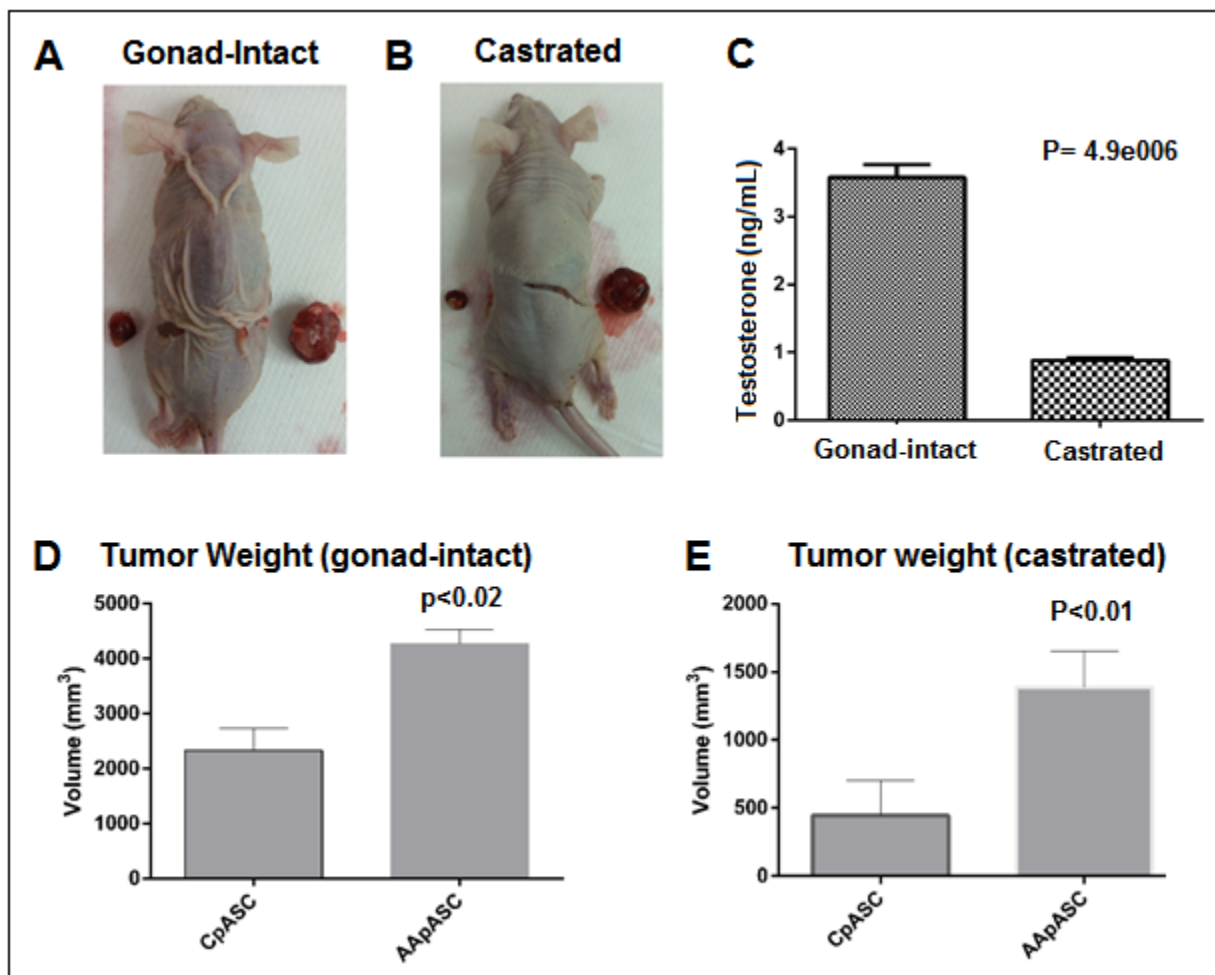 A Gonad-Intact
B Castrated
C
P= 4.9e006
Testosterone (ng/mL)
4
3
2
1
0
Gonad-intact Castrated
D Tumor Weight (gonad-intact)
p<0.02
Volume (mm³)
5000
4000
3000
2000
1000
0
CpASC AApASC
E Tumor weight (castrated)
P<0.01
Volume (mm³)
2000
1500
1000
500
0
CpASC AApASC